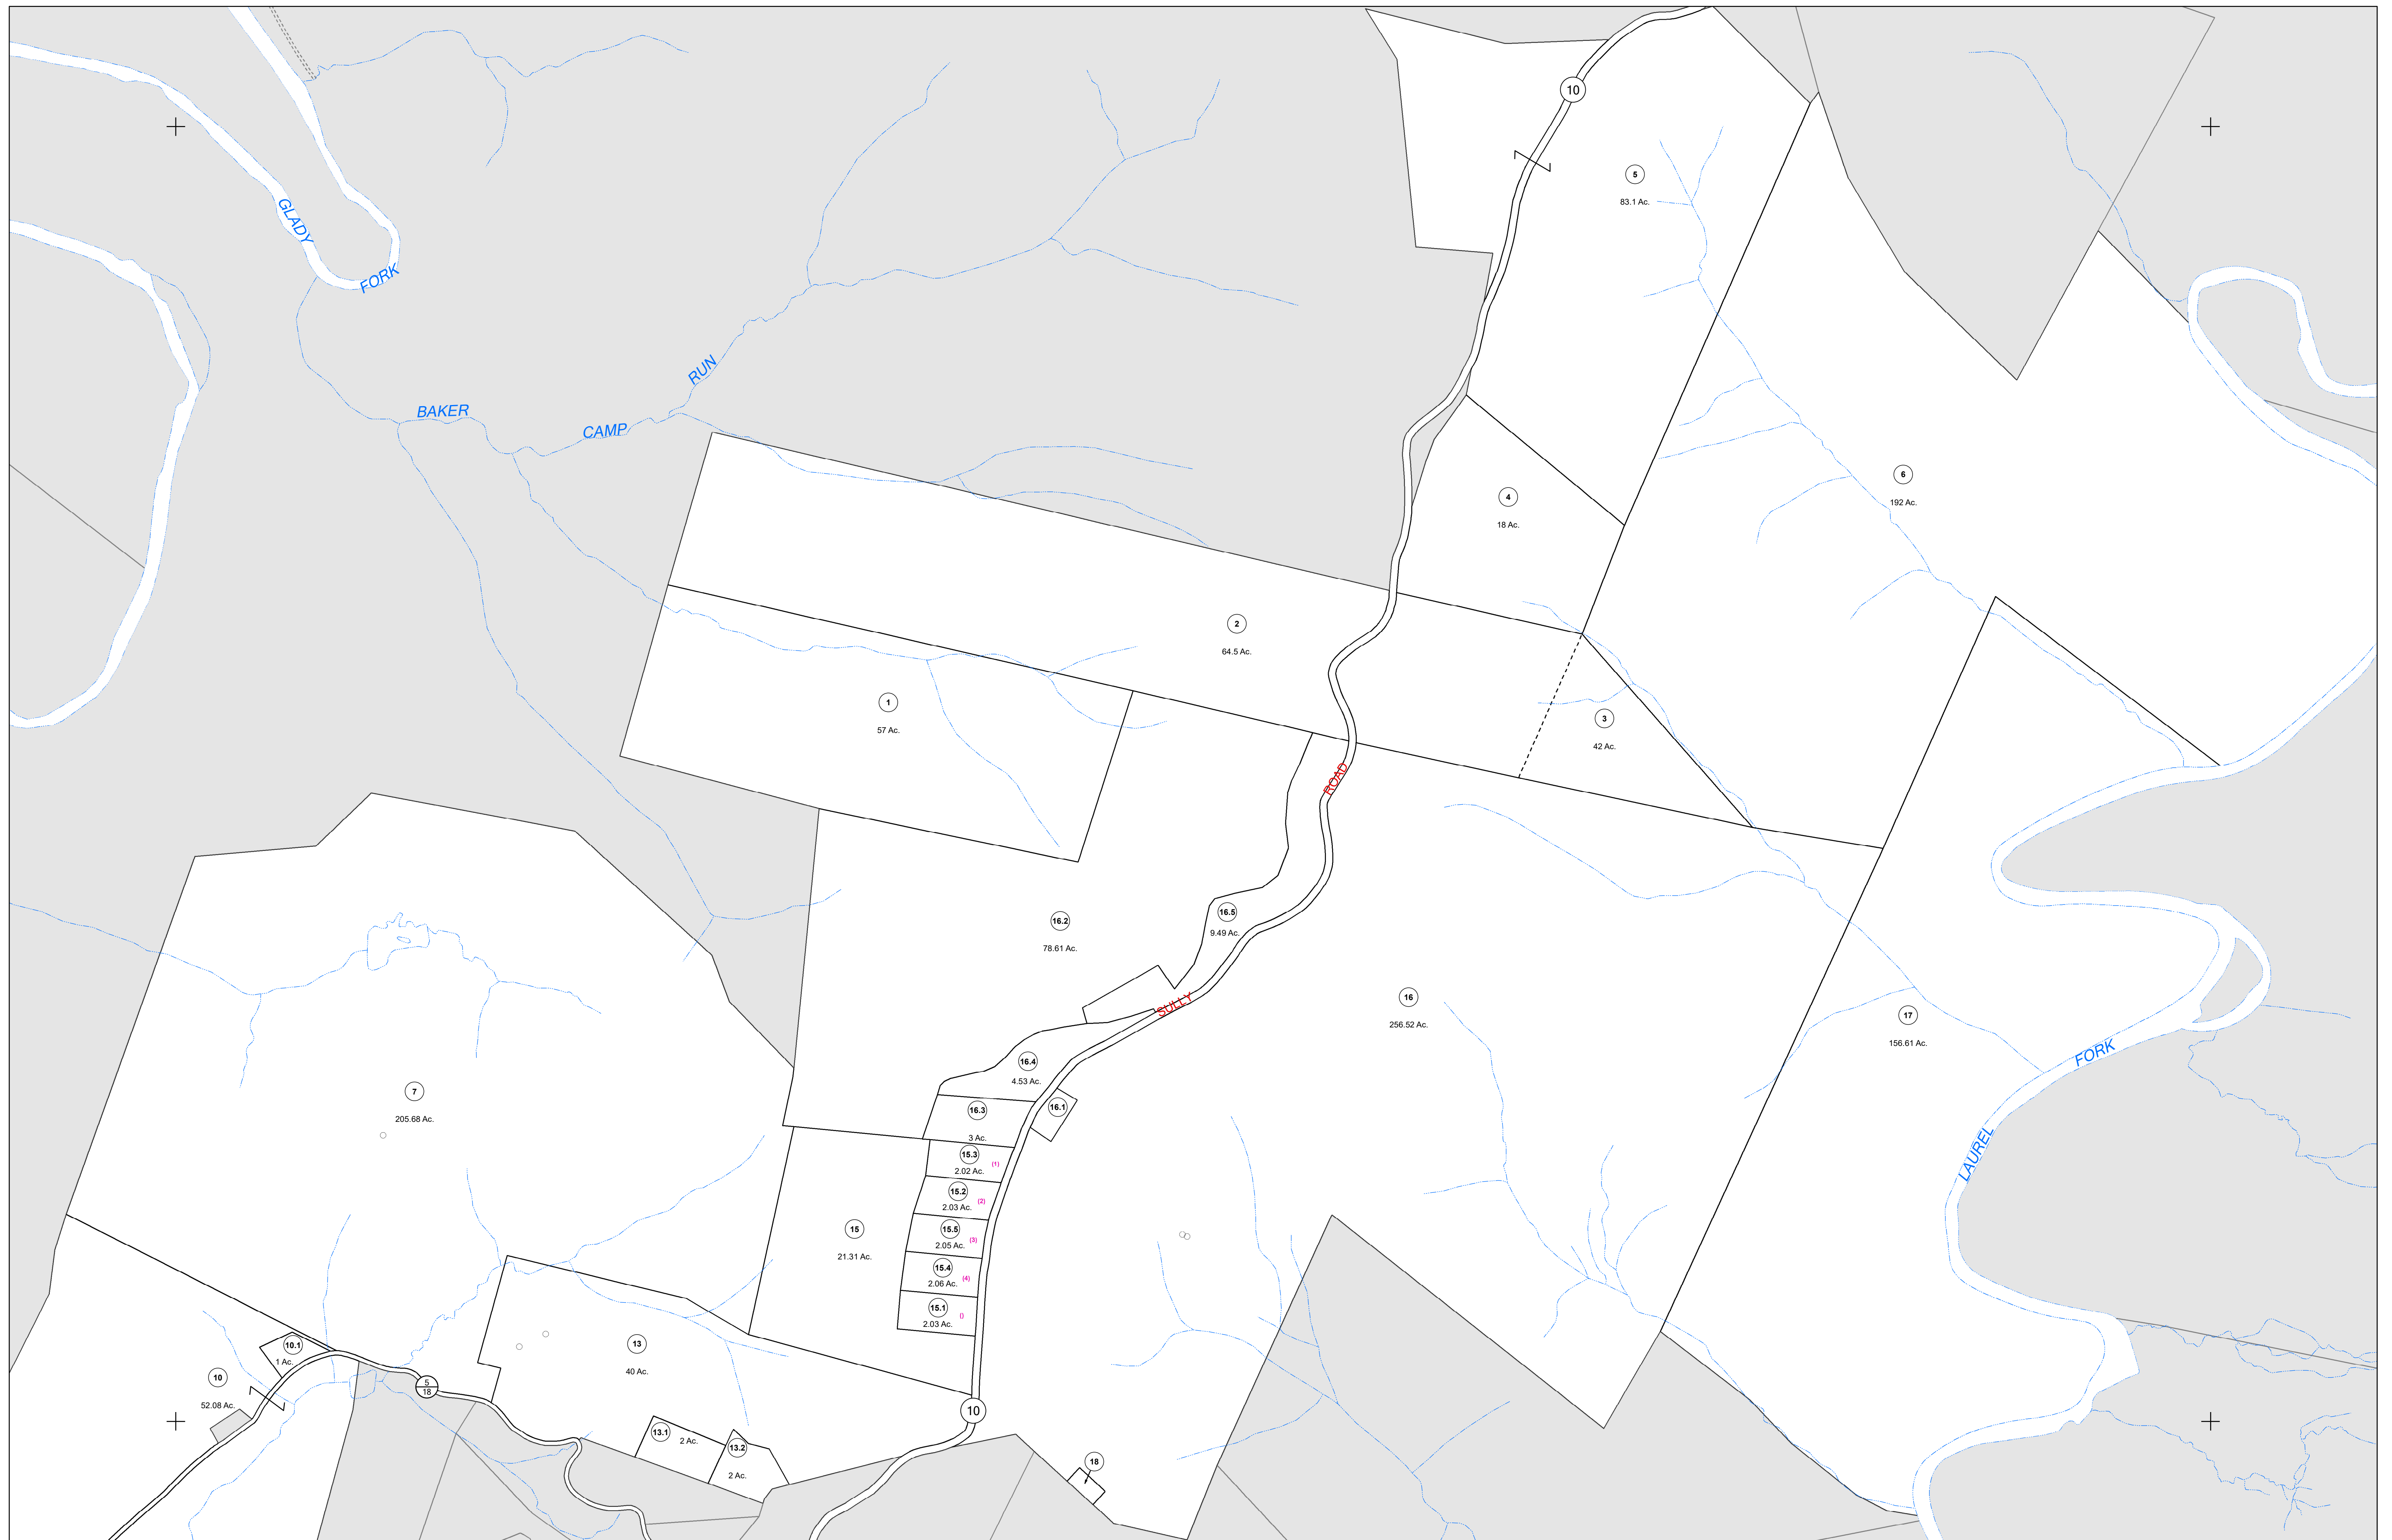 10
5
83.1 Ac.
GLADY
FORK
RUN
BAKER
CAMP
6
192 Ac.
4
18 Ac.
2
64.5 Ac.
1
57 Ac.
3
42 Ac.
ROAD
16.2
78.61 Ac.
16.5
9.49 Ac.
SULLY
16
256.52 Ac.
17
156.61 Ac.
FORK
LAUREL
7
205.68 Ac.
16.4
4.53 Ac.
16.3
3 Ac.
16.1
15.3
2.02 Ac.
(1)
15.2
2.03 Ac.
(2)
15
21.31 Ac.
15.5
2.05 Ac.
(3)
15.4
2.06 Ac.
(4)
15.1
2.03 Ac.
()
10.1
1 Ac.
10
52.08 Ac.
5
18
13
40 Ac.
10
13.1
2 Ac.
13.2
2 Ac.
18